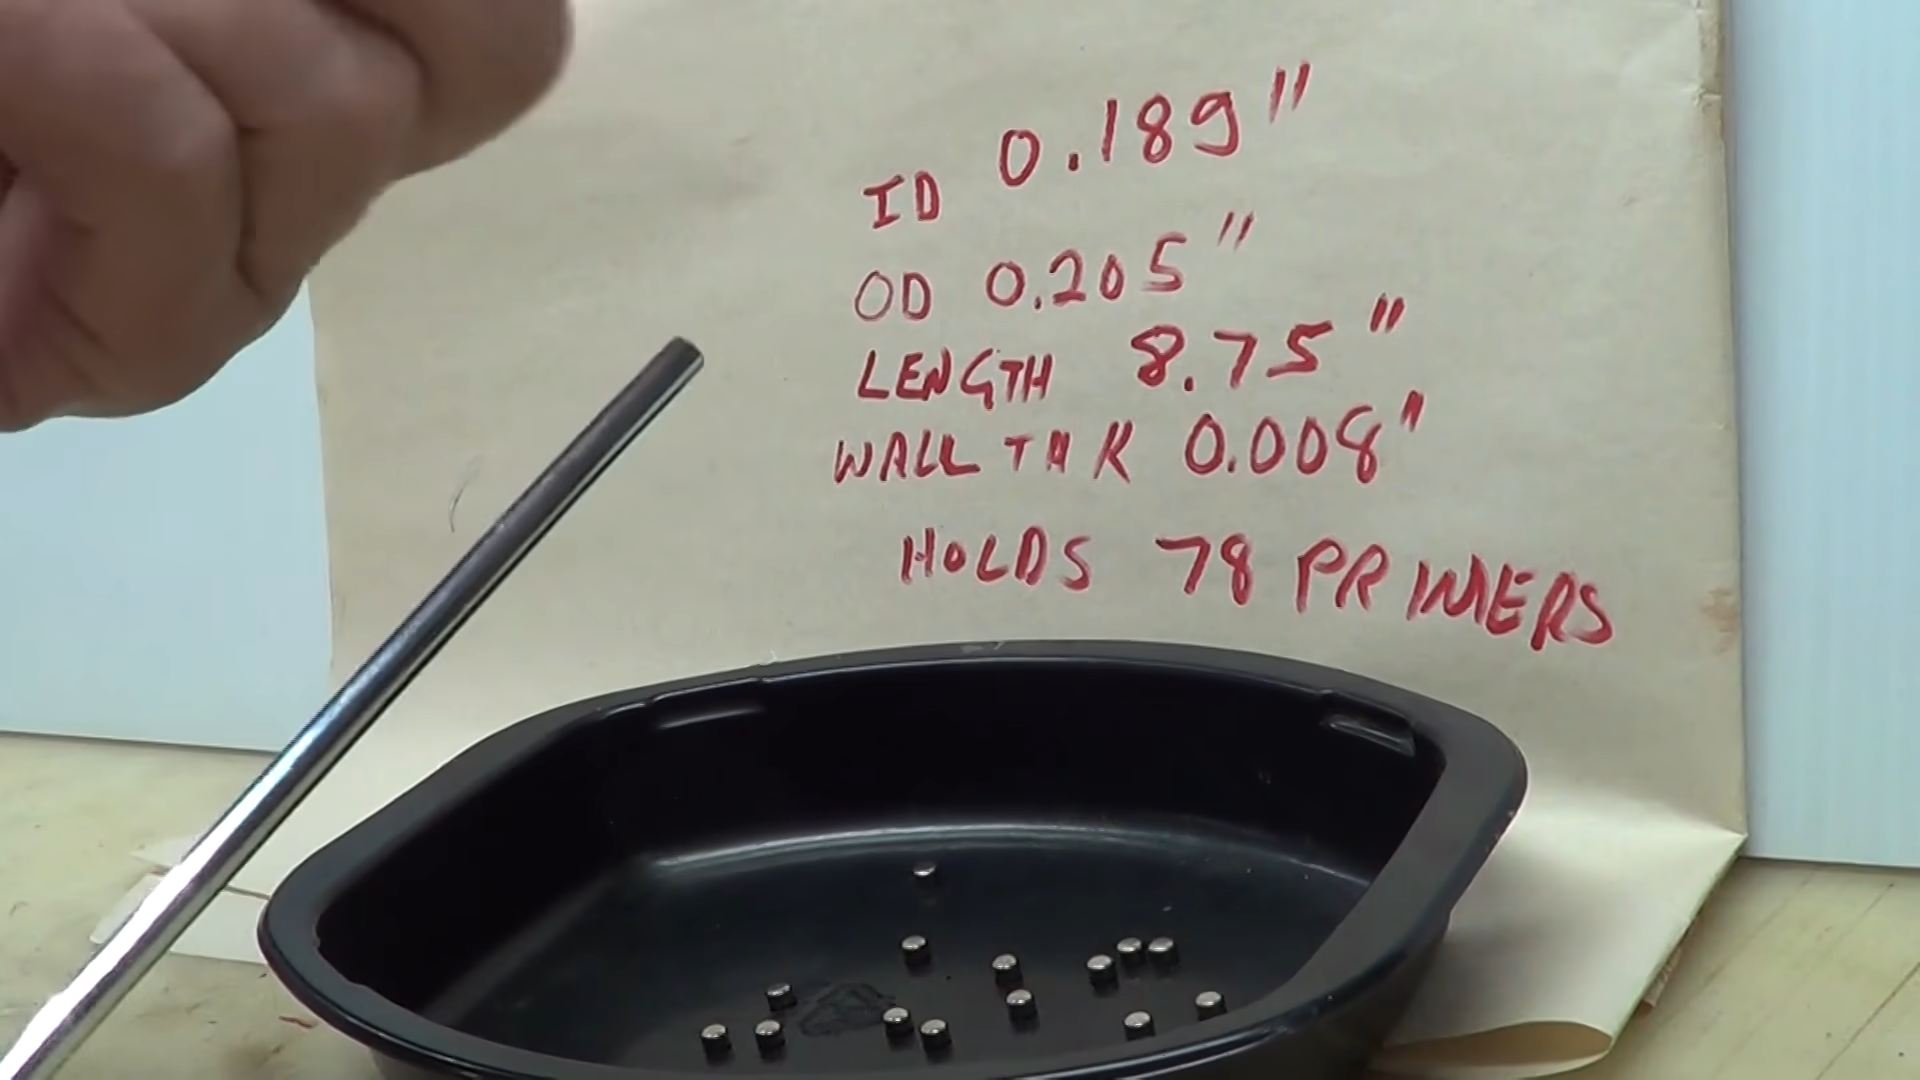 ID 0.189"
OD 0.205"
LENGTH 8.75"
WALL THK 0.008"
HOLDS 78 PRIMERS